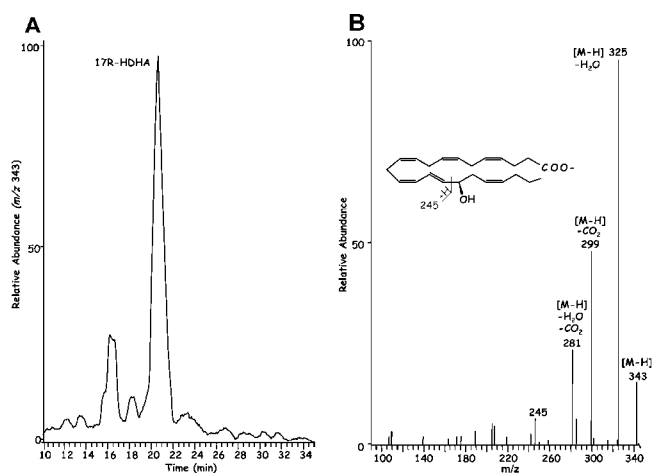 A
100
17R-HDHA
50
0
Relative Abundance (m/z 343)
10 12 14 16 18 20 22 24 26 28 30 32 34
Time (min)
B
100
[M-H] 325
-H₂O
COO-
-H
245
OH
[M-H]
-CO₂
299
50
[M-H]
-H₂O
-CO₂
281
[M-H]
343
245
0
Relative Abundance
100 140 180 220 260 300 340
m/z